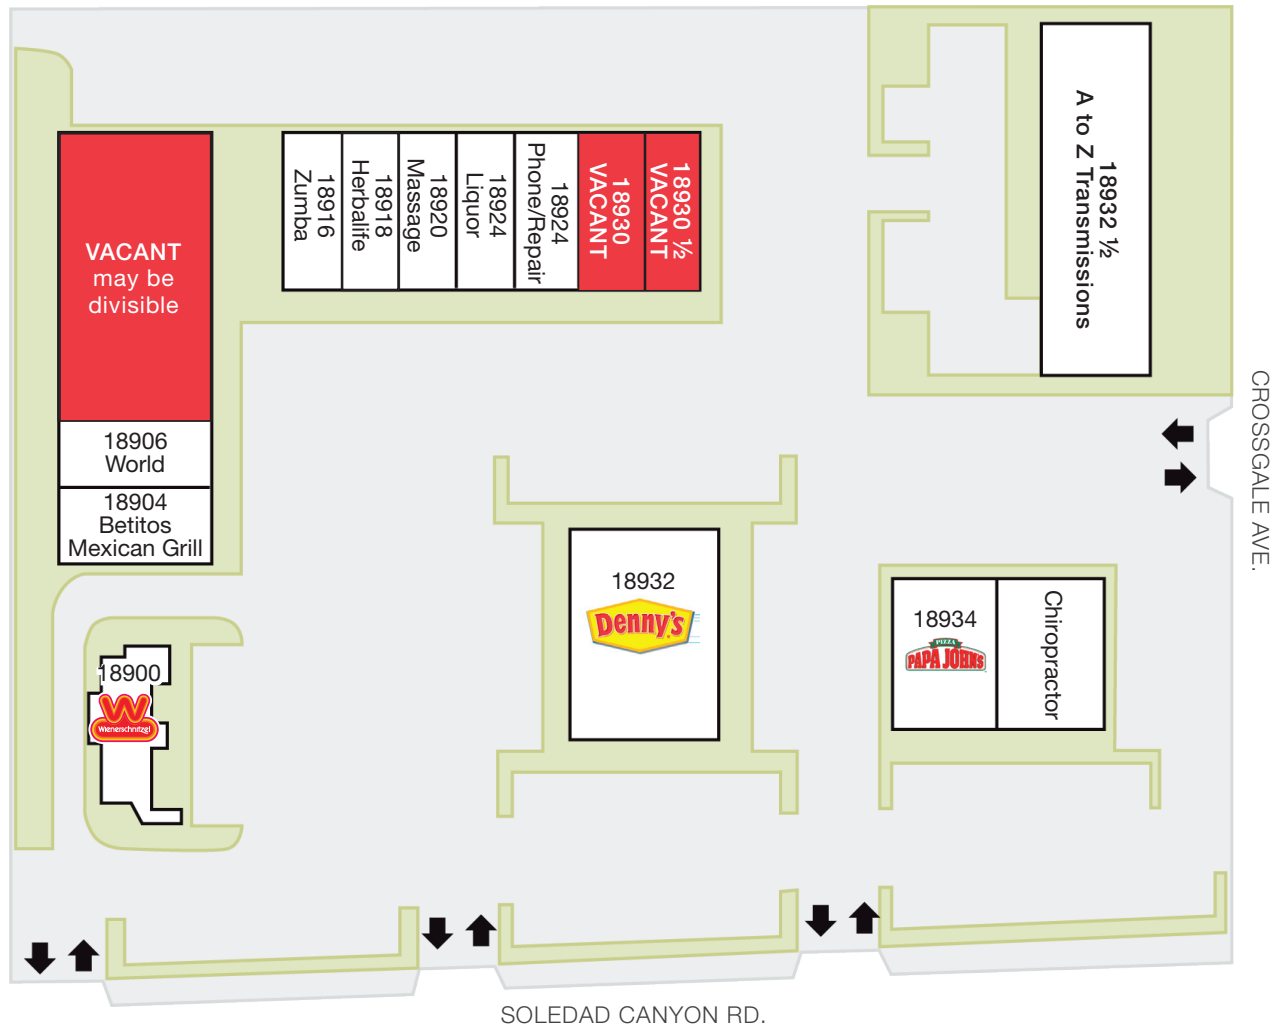 VACANT
may be
divisible
18906
World
18904
Betitos
Mexican Grill
18916
Zumba
18918
Herbalife
18920
Massage
18924
Liquor
18924
Phone/Repair
18930
VACANT
18930 ½
VACANT
18932 ½
A to Z Transmissions
CROSSGALE AVE.
18932
Denny's
18934
PIZZA
PAPA JOHNS
Chiropractor
18900
W
Wienerschnitzel
SOLEDAD CANYON RD.